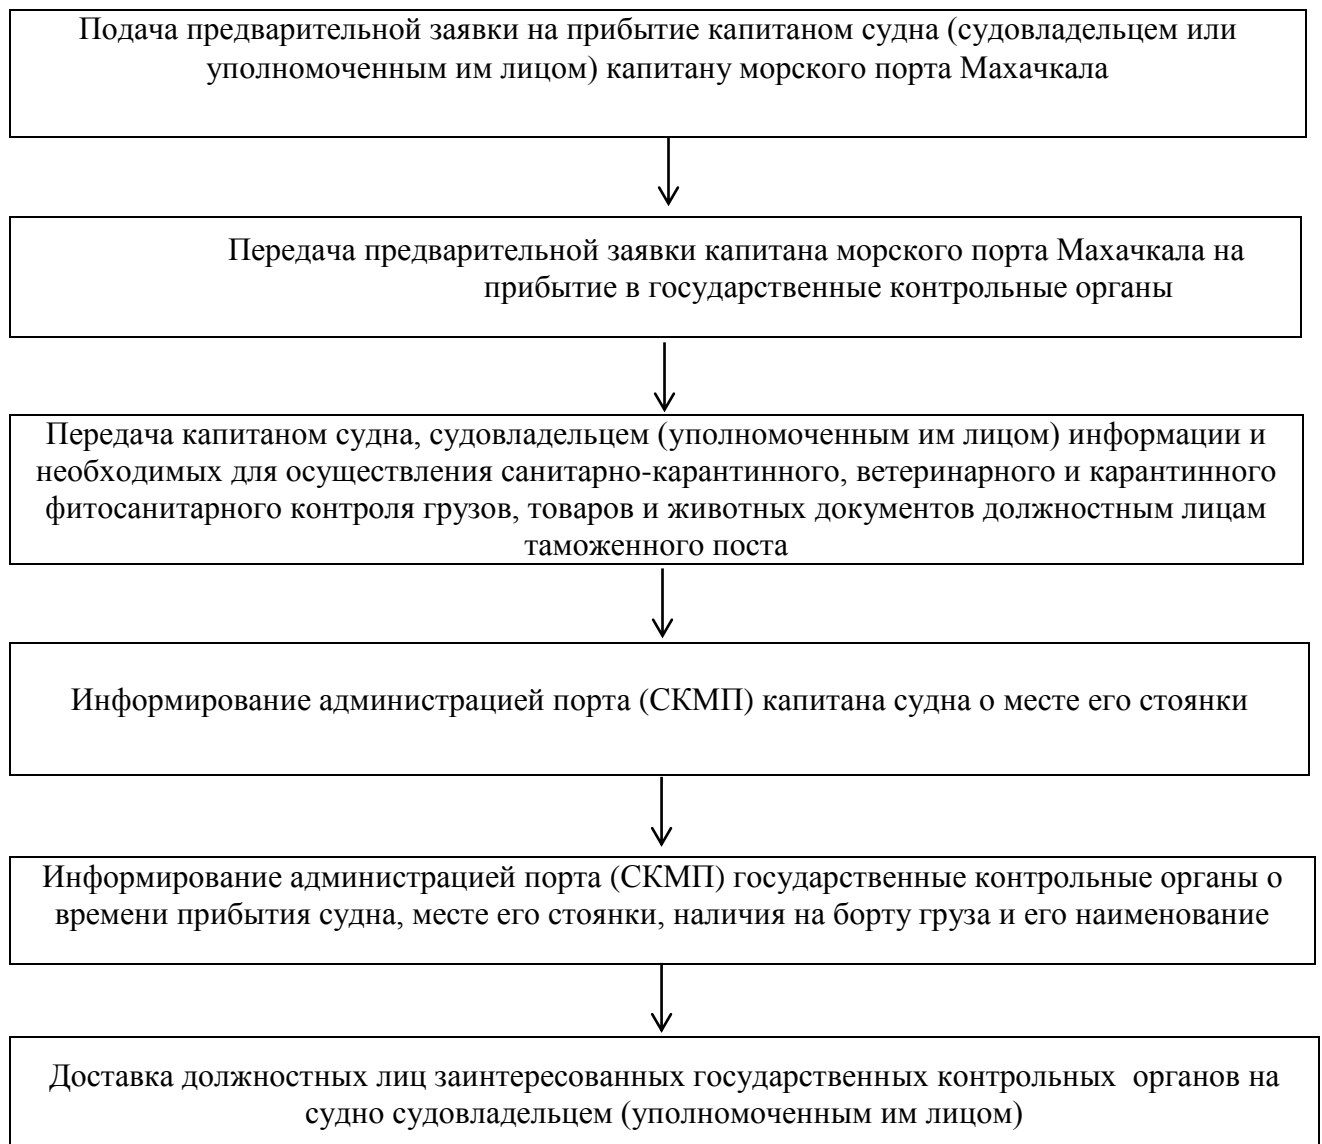 Подача предварительной заявки на прибытие капитаном судна (судовладельцем или
уполномоченным им лицом) капитану морского порта Махачкала
Передача предварительной заявки капитана морского порта Махачкала на
прибытие в государственные контрольные органы
Передача капитаном судна, судовладельцем (уполномоченным им лицом) информации и
необходимых для осуществления санитарно-карантинного, ветеринарного и карантинного
фитосанитарного контроля грузов, товаров и животных документов должностным лицам
таможенного поста
Информирование администрацией порта (СКМП) капитана судна о месте его стоянки
Информирование администрацией порта (СКМП) государственные контрольные органы о
времени прибытия судна, месте его стоянки, наличия на борту груза и его наименование
Доставка должностных лиц заинтересованных государственных контрольных  органов на
судно судовладельцем (уполномоченным им лицом)